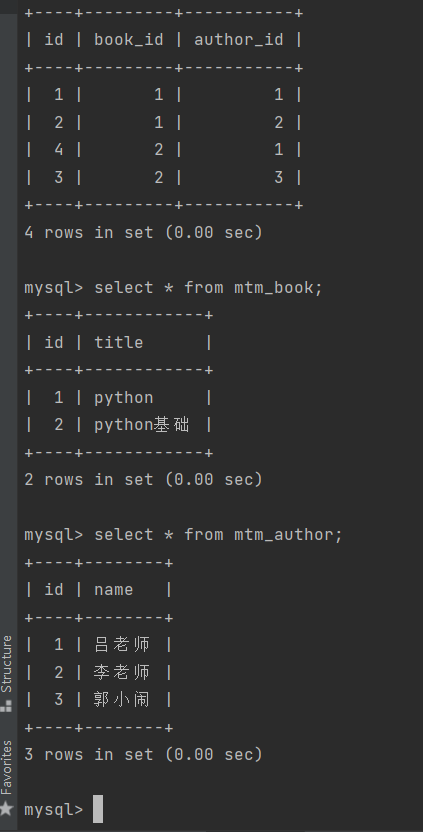 +----+---------+-----------+
| id | book_id | author_id |
+----+---------+-----------+
|  1 |       1 |         1 |
|  2 |       1 |         2 |
|  4 |       2 |         1 |
|  3 |       2 |         3 |
+----+---------+-----------+
4 rows in set (0.00 sec)
mysql> select * from mtm_book;
+----+------------+
| id | title      |
+----+------------+
|  1 | python     |
|  2 | python基础 |
+----+------------+
2 rows in set (0.00 sec)
mysql> select * from mtm_author;
+----+--------+
| id | name   |
+----+--------+
|  1 | 吕老师 |
|  2 | 李老师 |
|  3 | 郭小闹 |
+----+--------+
3 rows in set (0.00 sec)
mysql>
Structure
Favorites